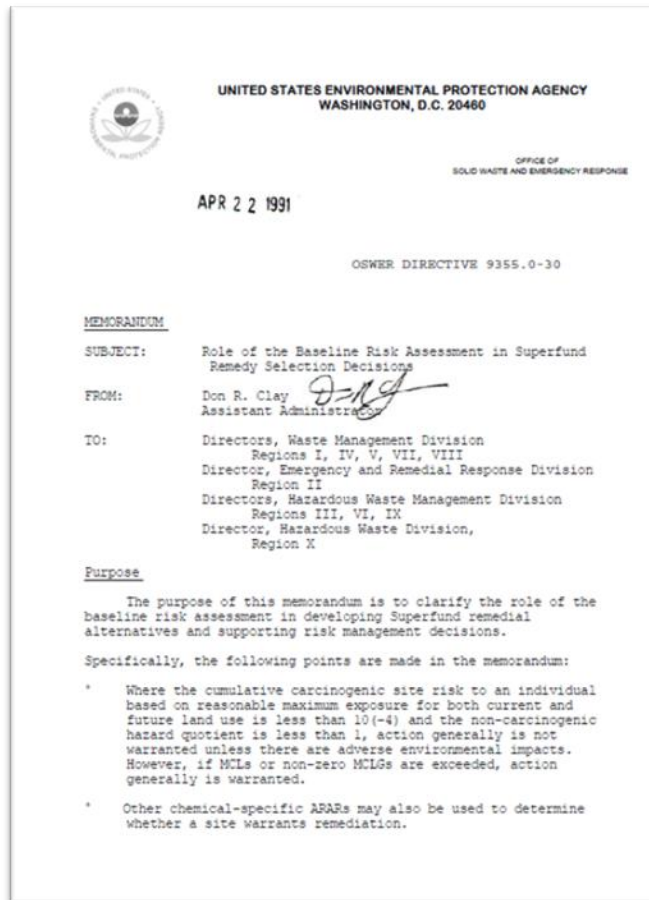 UNITED STATES ENVIRONMENTAL PROTECTION AGENCY
WASHINGTON, D.C. 20460
OFFICE OF
SOLID WASTE AND EMERGENCY RESPONSE
APR 22 1991
OSWER DIRECTIVE 9355.0-30
MEMORANDUM
SUBJECT: Role of the Baseline Risk Assessment in Superfund
Remedy Selection Decisions
FROM: Don R. Clay
Assistant Administrator
TO: Directors, Waste Management Division
Regions I, IV, V, VII, VIII
Director, Emergency and Remedial Response Division
Region II
Directors, Hazardous Waste Management Division
Regions III, VI, IX
Director, Hazardous Waste Division,
Region X
Purpose
The purpose of this memorandum is to clarify the role of the
baseline risk assessment in developing Superfund remedial
alternatives and supporting risk management decisions.
Specifically, the following points are made in the memorandum:
* Where the cumulative carcinogenic site risk to an individual
based on reasonable maximum exposure for both current and
future land use is less than 10(-4) and the non-carcinogenic
hazard quotient is less than 1, action generally is not
warranted unless there are adverse environmental impacts.
However, if MCLs or non-zero MCLGs are exceeded, action
generally is warranted.
* Other chemical-specific ARARs may also be used to determine
whether a site warrants remediation.